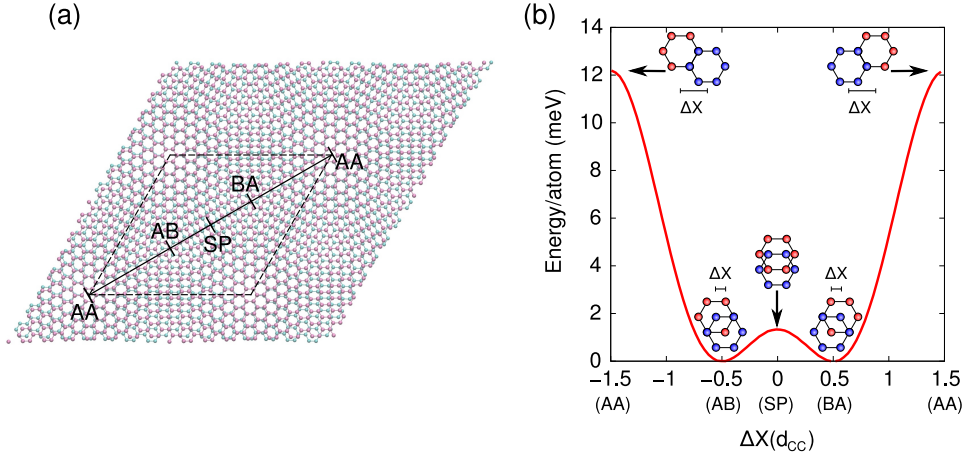 (a)
AA
BA
AB
SP
AA
(b)
Energy/atom (meV)
14
12
10
8
6
4
2
0
ΔX
ΔX
ΔX
ΔX
−1.5
−1
−0.5
0
0.5
1
1.5
(AA)
(AB)
(SP)
(BA)
(AA)
ΔX(dCC)